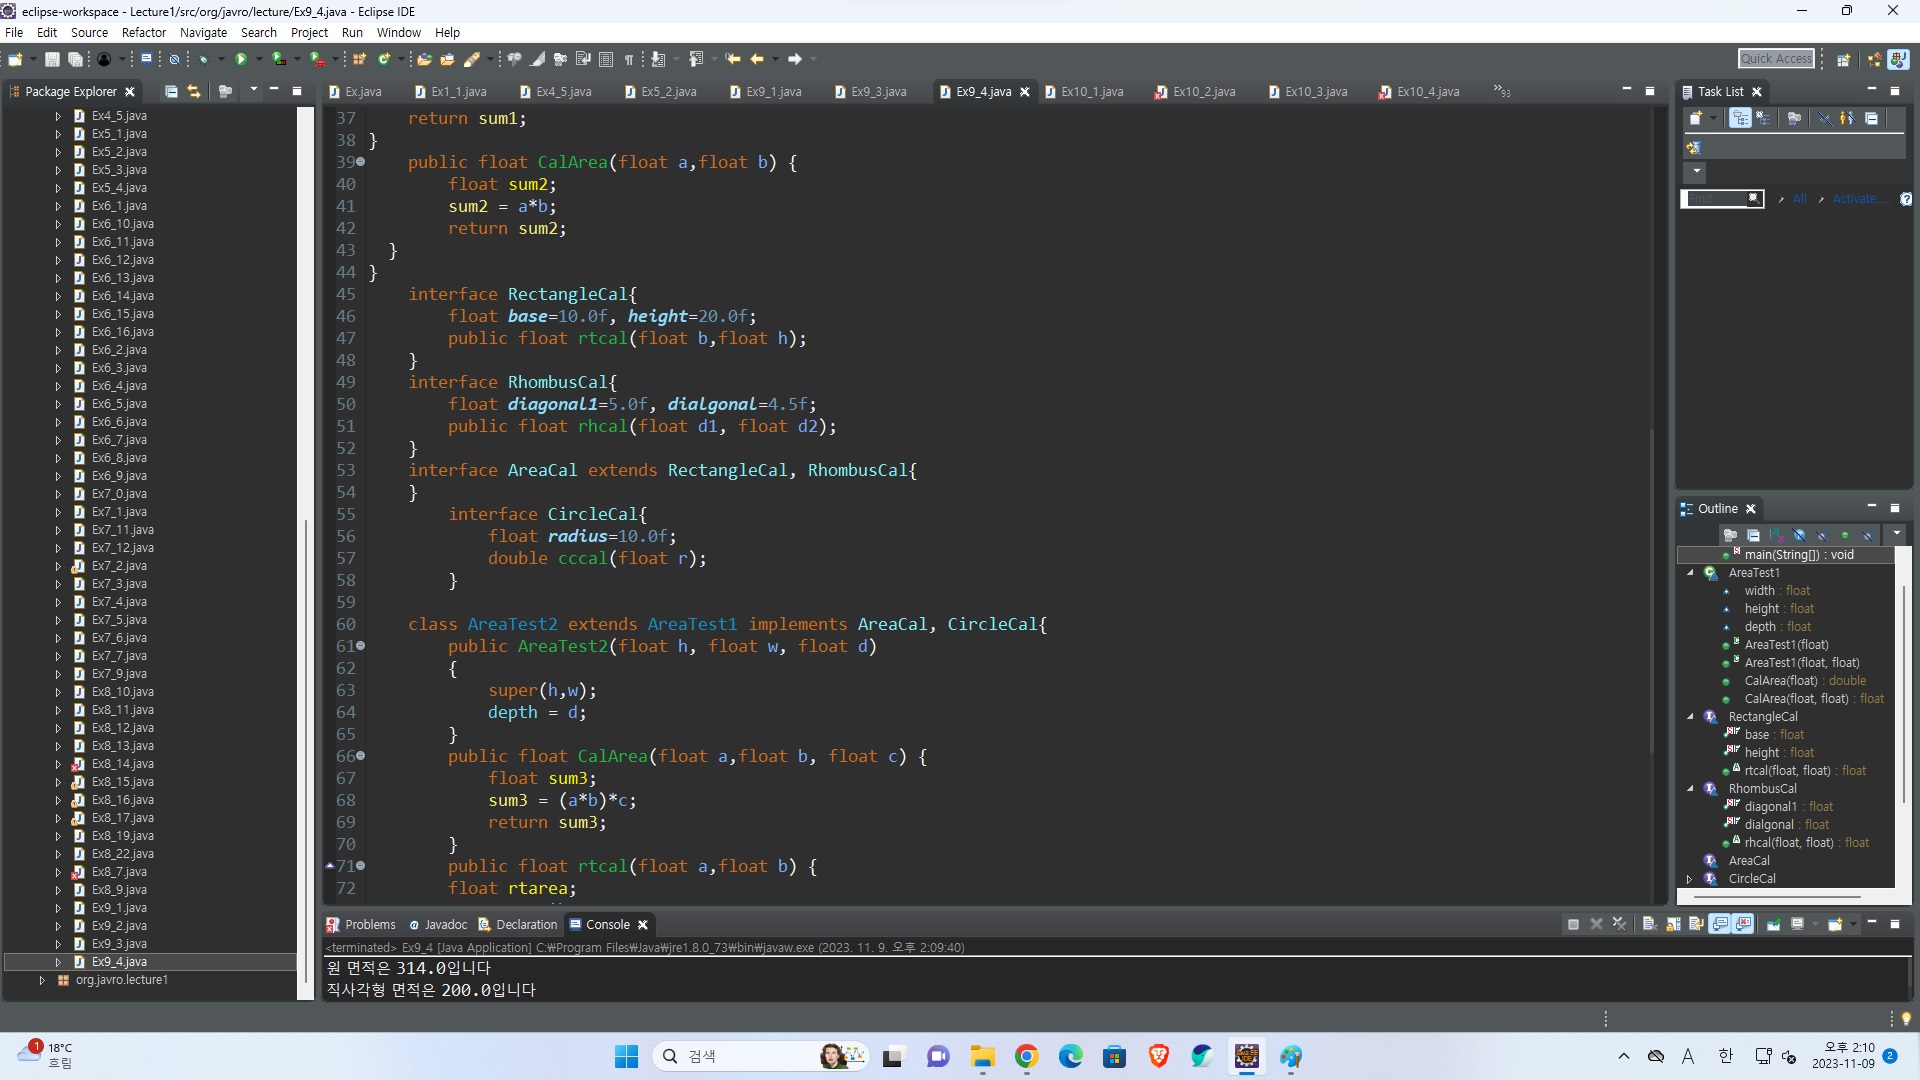 eclipse-workspace - Lecture1/src/org/javro/lecture/Ex9_4.java - Eclipse IDE
File Edit Source Refactor Navigate Search Project Run Window Help
Quick Access
Package Explorer
Ex4_5.java
Ex5_1.java
Ex5_2.java
Ex5_3.java
Ex5_4.java
Ex6_1.java
Ex6_10.java
Ex6_11.java
Ex6_12.java
Ex6_13.java
Ex6_14.java
Ex6_15.java
Ex6_16.java
Ex6_2.java
Ex6_3.java
Ex6_4.java
Ex6_5.java
Ex6_6.java
Ex6_7.java
Ex6_8.java
Ex6_9.java
Ex7_0.java
Ex7_1.java
Ex7_11.java
Ex7_12.java
Ex7_2.java
Ex7_3.java
Ex7_4.java
Ex7_5.java
Ex7_6.java
Ex7_7.java
Ex7_9.java
Ex8_10.java
Ex8_11.java
Ex8_12.java
Ex8_13.java
Ex8_14.java
Ex8_15.java
Ex8_16.java
Ex8_17.java
Ex8_19.java
Ex8_22.java
Ex8_7.java
Ex8_9.java
Ex9_1.java
Ex9_2.java
Ex9_3.java
Ex9_4.java
org.javro.lecture1
Ex.java Ex1_1.java Ex4_5.java Ex5_2.java Ex9_1.java Ex9_3.java Ex9_4.java Ex10_1.java Ex10_2.java Ex10_3.java Ex10_4.java »93
37 return sum1;
38 }
39 public float CalArea(float a,float b) {
40 float sum2;
41 sum2 = a*b;
42 return sum2;
43 }
44 }
45 interface RectangleCal{
46 float base=10.0f, height=20.0f;
47 public float rtcal(float b,float h);
48 }
49 interface RhombusCal{
50 float diagonal1=5.0f, dialgonal=4.5f;
51 public float rhcal(float d1, float d2);
52 }
53 interface AreaCal extends RectangleCal, RhombusCal{
54 }
55 interface CircleCal{
56 float radius=10.0f;
57 double cccal(float r);
58 }
59
60 class AreaTest2 extends AreaTest1 implements AreaCal, CircleCal{
61 public AreaTest2(float h, float w, float d)
62 {
63 super(h,w);
64 depth = d;
65 }
66 public float CalArea(float a,float b, float c) {
67 float sum3;
68 sum3 = (a*b)*c;
69 return sum3;
70 }
71 public float rtcal(float a,float b) {
72 float rtarea;
Task List
Find All Activate...
Outline
main(String[]) : void
AreaTest1
width : float
height : float
depth : float
AreaTest1(float)
AreaTest1(float, float)
CalArea(float) : double
CalArea(float, float) : float
RectangleCal
base : float
height : float
rtcal(float, float) : float
RhombusCal
diagonal1 : float
dialgonal : float
rhcal(float, float) : float
AreaCal
CircleCal
Problems @ Javadoc Declaration Console
<terminated> Ex9_4 [Java Application] C:₩Program Files₩Java₩jre1.8.0_73₩bin₩javaw.exe (2023. 11. 9. 오후 2:09:40)
원 면적은 314.0입니다
직사각형 면적은 200.0입니다
1
18°C
흐림
검색
A 한
오후 2:10
2023-11-09
2